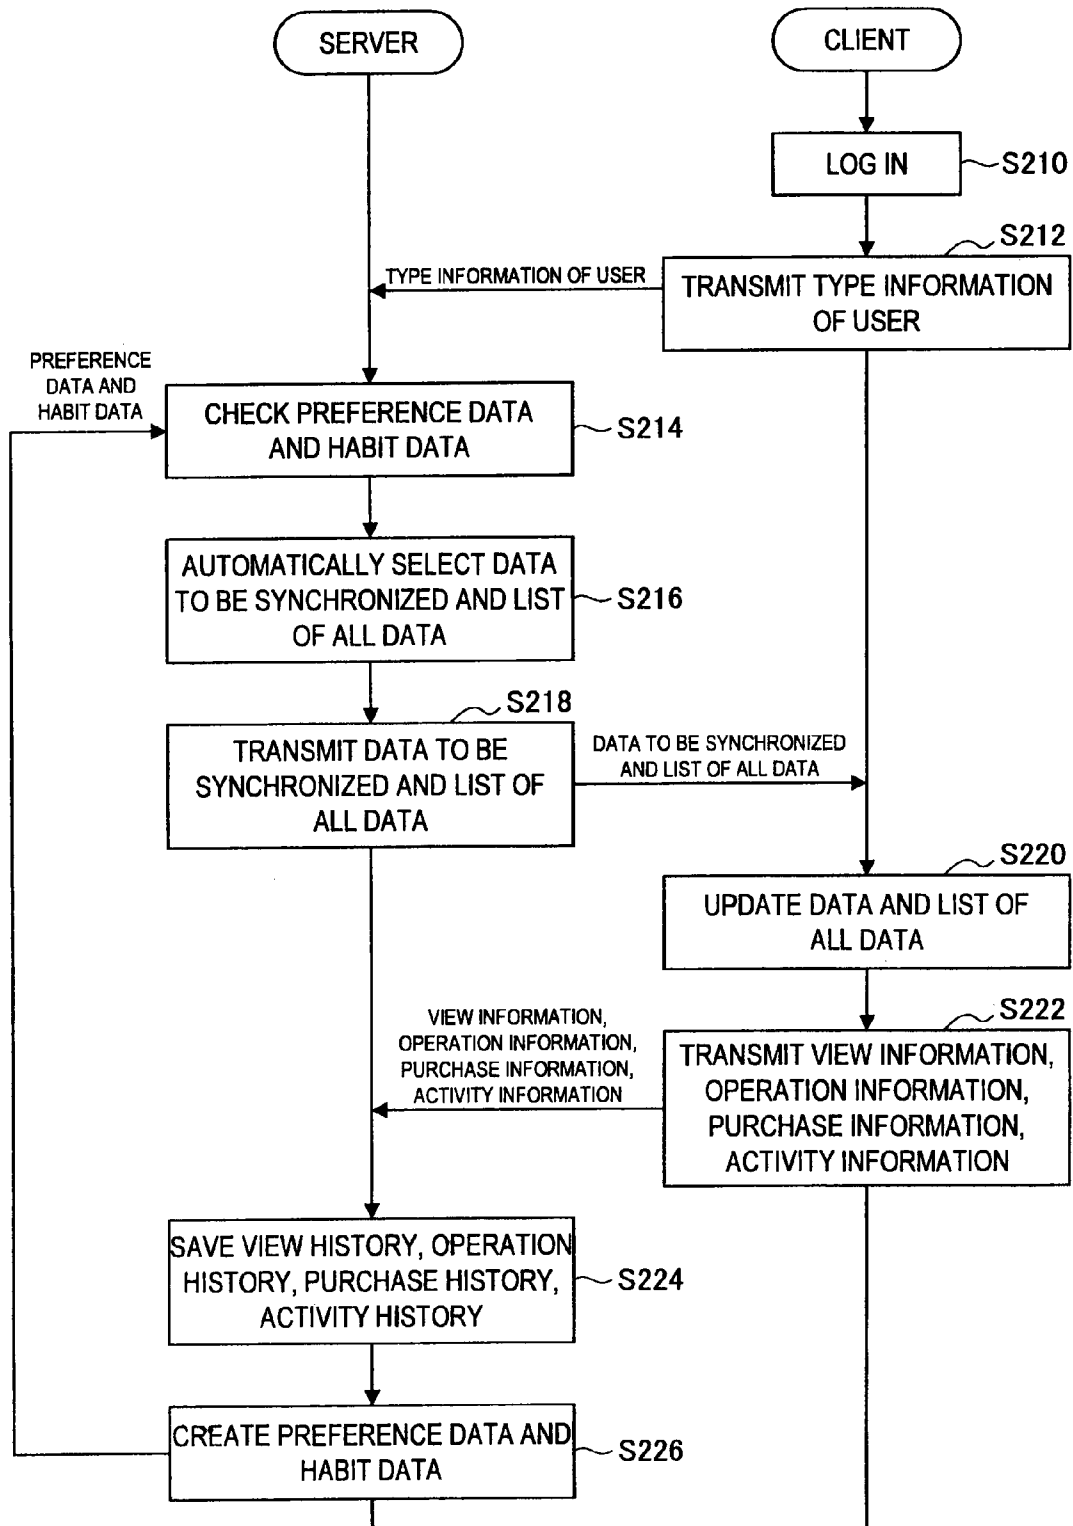 SERVER
CLIENT
LOG IN
S210
S212
TYPE INFORMATION OF USER
TRANSMIT TYPE INFORMATION
OF USER
PREFERENCE
DATA AND
HABIT DATA
CHECK PREFERENCE DATA
AND HABIT DATA
S214
AUTOMATICALLY SELECT DATA
TO BE SYNCHRONIZED AND LIST
OF ALL DATA
S216
S218
TRANSMIT DATA TO BE
SYNCHRONIZED AND LIST OF
ALL DATA
DATA TO BE SYNCHRONIZED
AND LIST OF ALL DATA
S220
UPDATE DATA AND LIST OF
ALL DATA
VIEW INFORMATION,
OPERATION INFORMATION,
PURCHASE INFORMATION,
ACTIVITY INFORMATION
S222
TRANSMIT VIEW INFORMATION,
OPERATION INFORMATION,
PURCHASE INFORMATION,
ACTIVITY INFORMATION
SAVE VIEW HISTORY, OPERATION
HISTORY, PURCHASE HISTORY,
ACTIVITY HISTORY
S224
CREATE PREFERENCE DATA AND
HABIT DATA
S226